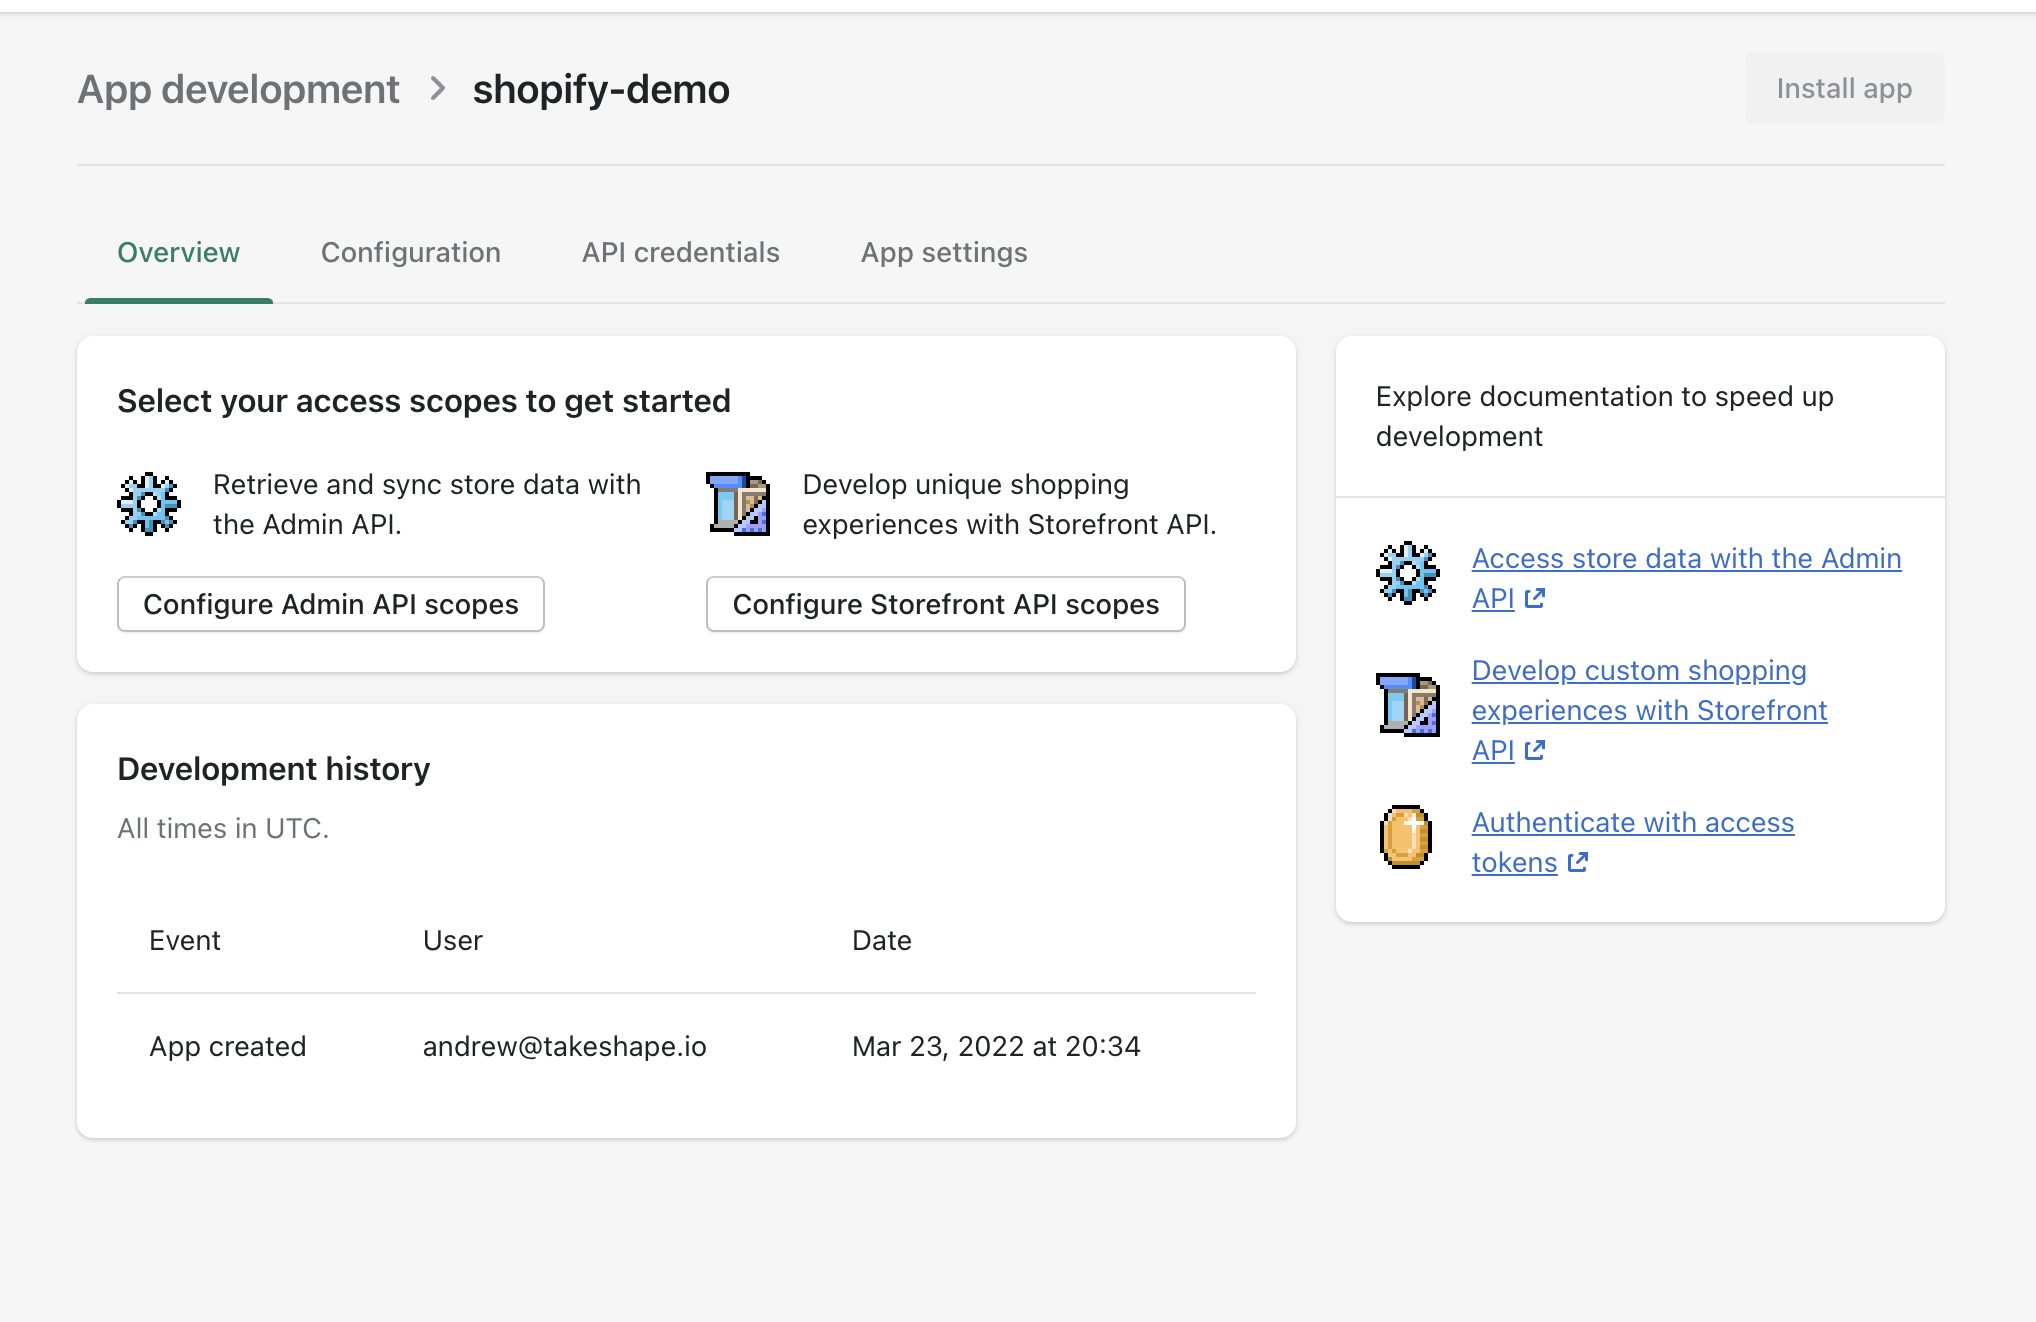 App development > shopify-demo
Install app
Overview
Configuration
API credentials
App settings
Select your access scopes to get started
Retrieve and sync store data with
the Admin API.
Configure Admin API scopes
Develop unique shopping
experiences with Storefront API.
Configure Storefront API scopes
Development history
All times in UTC.
Event User Date
App created andrew@takeshape.io Mar 23, 2022 at 20:34
Explore documentation to speed up
development
Access store data with the Admin
API
Develop custom shopping
experiences with Storefront
API
Authenticate with access
tokens